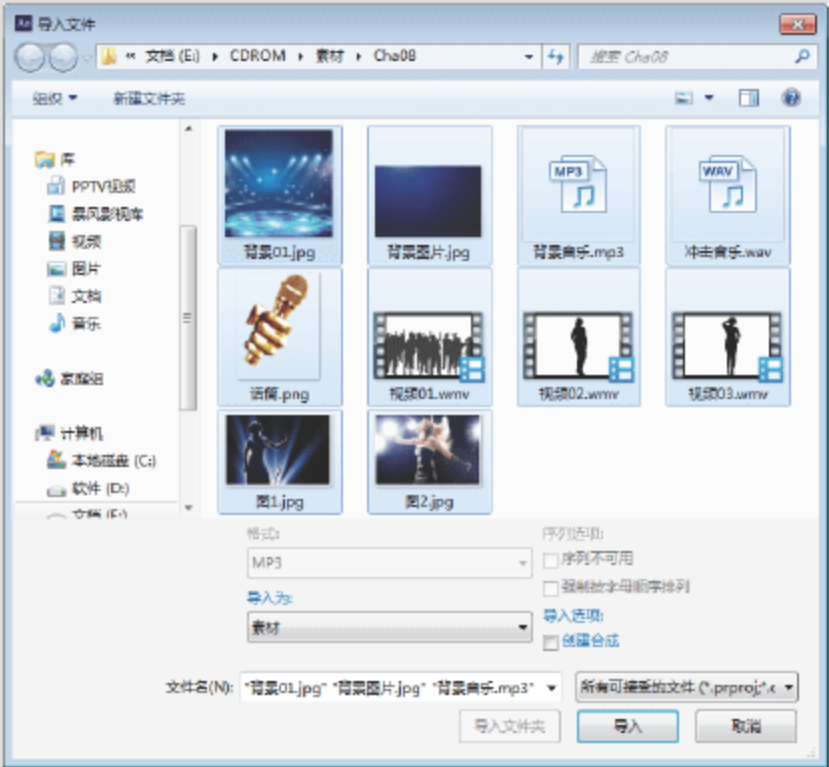 Ae 导入文件
« 文档 (E:) ▸ CDROM ▸ 素材 ▸ Cha08
搜索 Cha08
组织 新建文件夹
库
PPTV视频
暴风影视库
视频
图片
文档
音乐
家庭组
计算机
本地磁盘 (C:)
软件 (D:)
文档 (E:)
MP3 WAV
背景01.jpg 背景图片.jpg 背景音乐.mp3 冲击音乐.wav
话筒.png 视频01.wmv 视频02.wmv 视频03.wmv
图1.jpg 图2.jpg
格式: 序列选项:
MP3 序列不可用
强制按字母顺序排列
导入为: 导入选项:
素材 创建合成
文件名(N): "背景01.jpg" "背景图片.jpg" "背景音乐.mp3" 所有可接受的文件 (*.prproj;*.c
导入文件夹 导入 取消